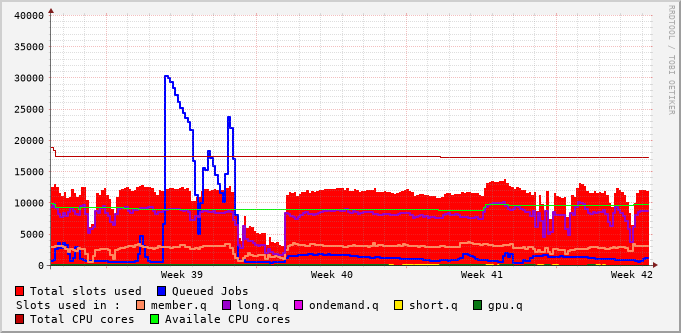 RRDTOOL / TOBI OETIKER
40000
35000
30000
25000
20000
15000
10000
5000
0
Week 39 Week 40 Week 41 Week 42
Total slots used Queued Jobs
Slots used in : member.q long.q ondemand.q short.q gpu.q
Total CPU cores Availale CPU cores